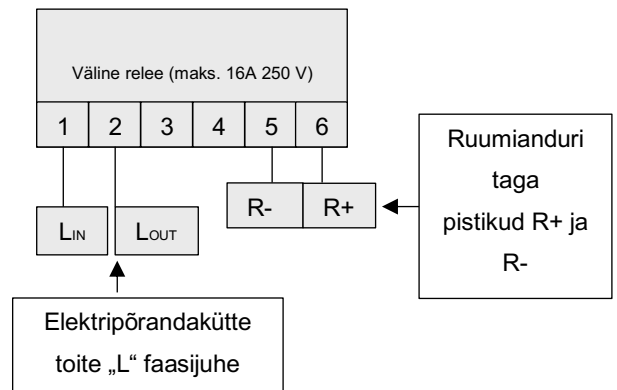 Väline relee (maks. 16A 250 V)
1 2 3 4 5 6
Ruumianduri
taga
pistikud R+ ja
R-
R- R+
LIN LOUT
Elektripõrandakütte
toite „L“ faasijuhe